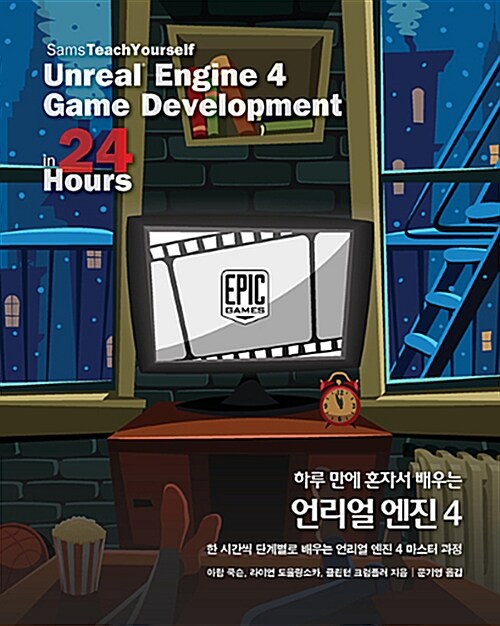 SamsTeachYourself
Unreal® Engine 4
Game Development
in 24
Hours
EPIC
GAMES
하루 만에 혼자서 배우는
언리얼 엔진 4
한 시간씩 단계별로 배우는 언리얼 엔진 4 마스터 과정
아람 쿡슨, 라이언 도울링소카, 클린턴 크럼플러 지음 | 문기영 옮김